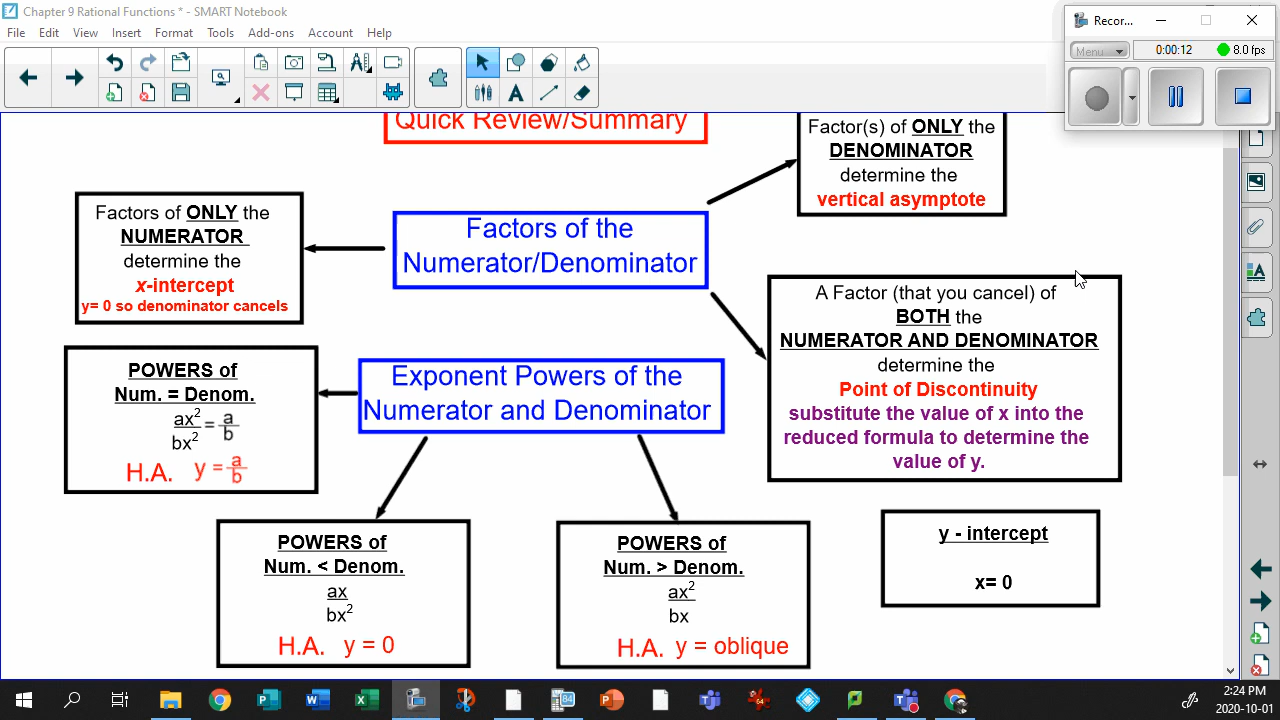 Chapter 9 Rational Functions * - SMART Notebook
File Edit View Insert Format Tools Add-ons Account Help
Recor...
Menu
0:00:12
8.0 fps
Quick Review/Summary
Factor(s) of ONLY the
DENOMINATOR
determine the
vertical asymptote
Factors of ONLY the
NUMERATOR
determine the
x-intercept
y= 0 so denominator cancels
Factors of the
Numerator/Denominator
A Factor (that you cancel) of
BOTH the
NUMERATOR AND DENOMINATOR
determine the
Point of Discontinuity
substitute the value of x into the
reduced formula to determine the
value of y.
POWERS of
Num. = Denom.
ax²/bx² = a/b
H.A. y = a/b
Exponent Powers of the
Numerator and Denominator
POWERS of
Num. < Denom.
ax
bx²
H.A. y = 0
POWERS of
Num. > Denom.
ax²
bx
H.A. y = oblique
y - intercept
x= 0
2:24 PM
2020-10-01